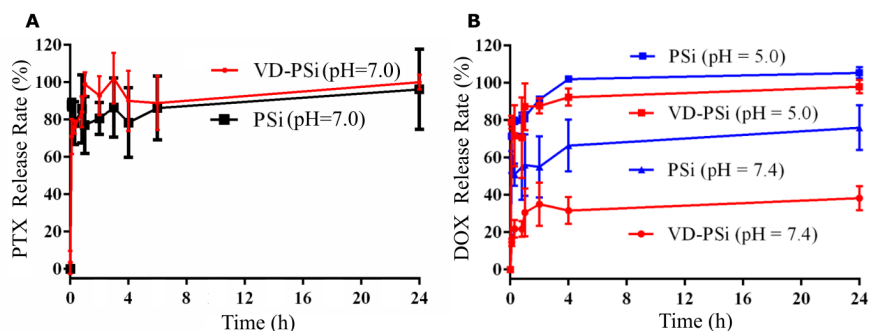 A
PTX Release Rate (%)
120
100
80
60
40
20
0
0
4
8
12
16
20
24
Time (h)
VD-PSi (pH=7.0)
PSi (pH=7.0)
B
DOX Release Rate (%)
120
100
80
60
40
20
0
0
4
8
12
16
20
24
Time (h)
PSi (pH = 5.0)
VD-PSi (pH = 5.0)
PSi (pH = 7.4)
VD-PSi (pH = 7.4)